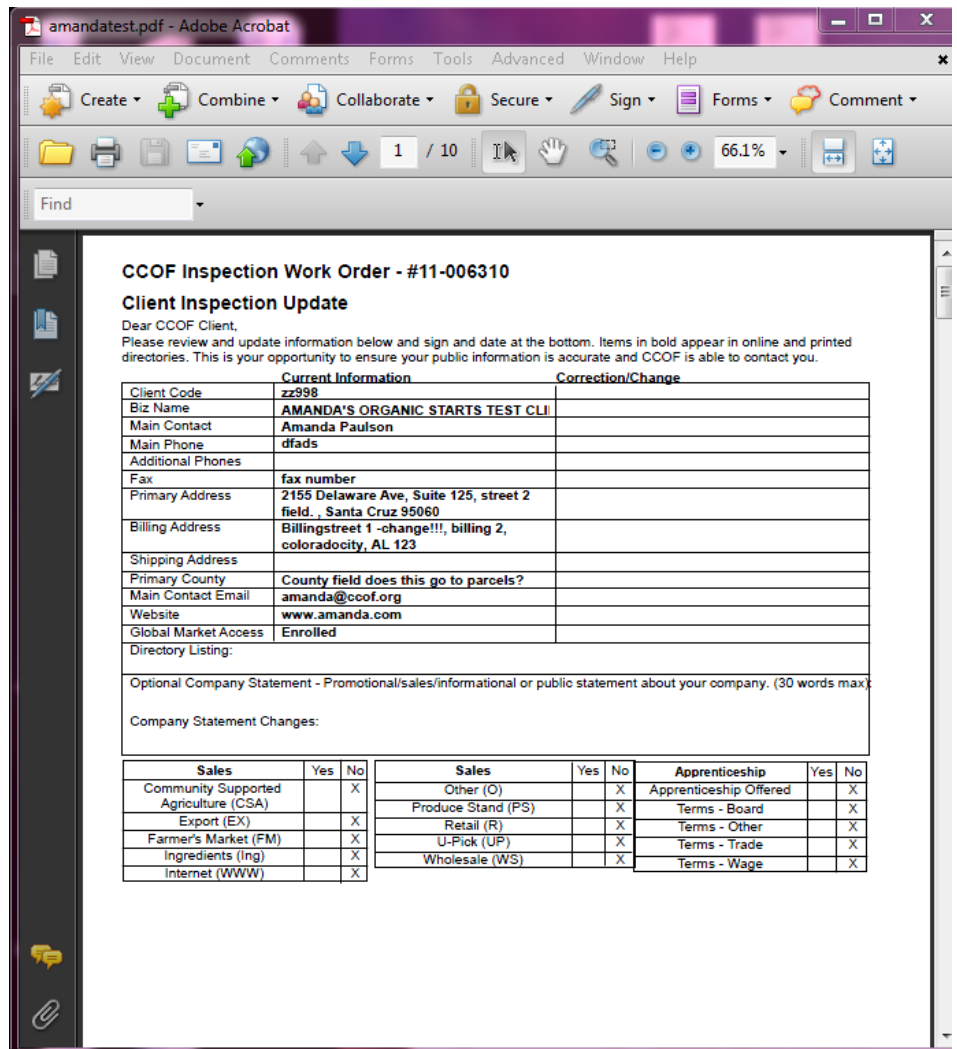 amandatest.pdf - Adobe Acrobat
File Edit View Document Comments Forms Tools Advanced Window Help
Create Combine Collaborate Secure Sign Forms Comment
1 / 10 66.1%
Find
CCOF Inspection Work Order - #11-006310
Client Inspection Update
Dear CCOF Client,
Please review and update information below and sign and date at the bottom. Items in bold appear in online and printed
directories. This is your opportunity to ensure your public information is accurate and CCOF is able to contact you.
Current Information Correction/Change
Client Code zz998
Biz Name AMANDA'S ORGANIC STARTS TEST CLI
Main Contact Amanda Paulson
Main Phone dfads
Additional Phones
Fax fax number
Primary Address 2155 Delaware Ave, Suite 125, street 2
field. , Santa Cruz 95060
Billing Address Billingstreet 1 -change!!!, billing 2,
coloradocity, AL 123
Shipping Address
Primary County County field does this go to parcels?
Main Contact Email amanda@ccof.org
Website www.amanda.com
Global Market Access Enrolled
Directory Listing:
Optional Company Statement - Promotional/sales/informational or public statement about your company. (30 words max):
Company Statement Changes:
Sales Yes No
Community Supported X
Agriculture (CSA)
Export (EX) X
Farmer's Market (FM) X
Ingredients (Ing) X
Internet (WWW) X
Sales Yes No
Other (O) X
Produce Stand (PS) X
Retail (R) X
U-Pick (UP) X
Wholesale (WS) X
Apprenticeship Yes No
Apprenticeship Offered X
Terms - Board X
Terms - Other X
Terms - Trade X
Terms - Wage X